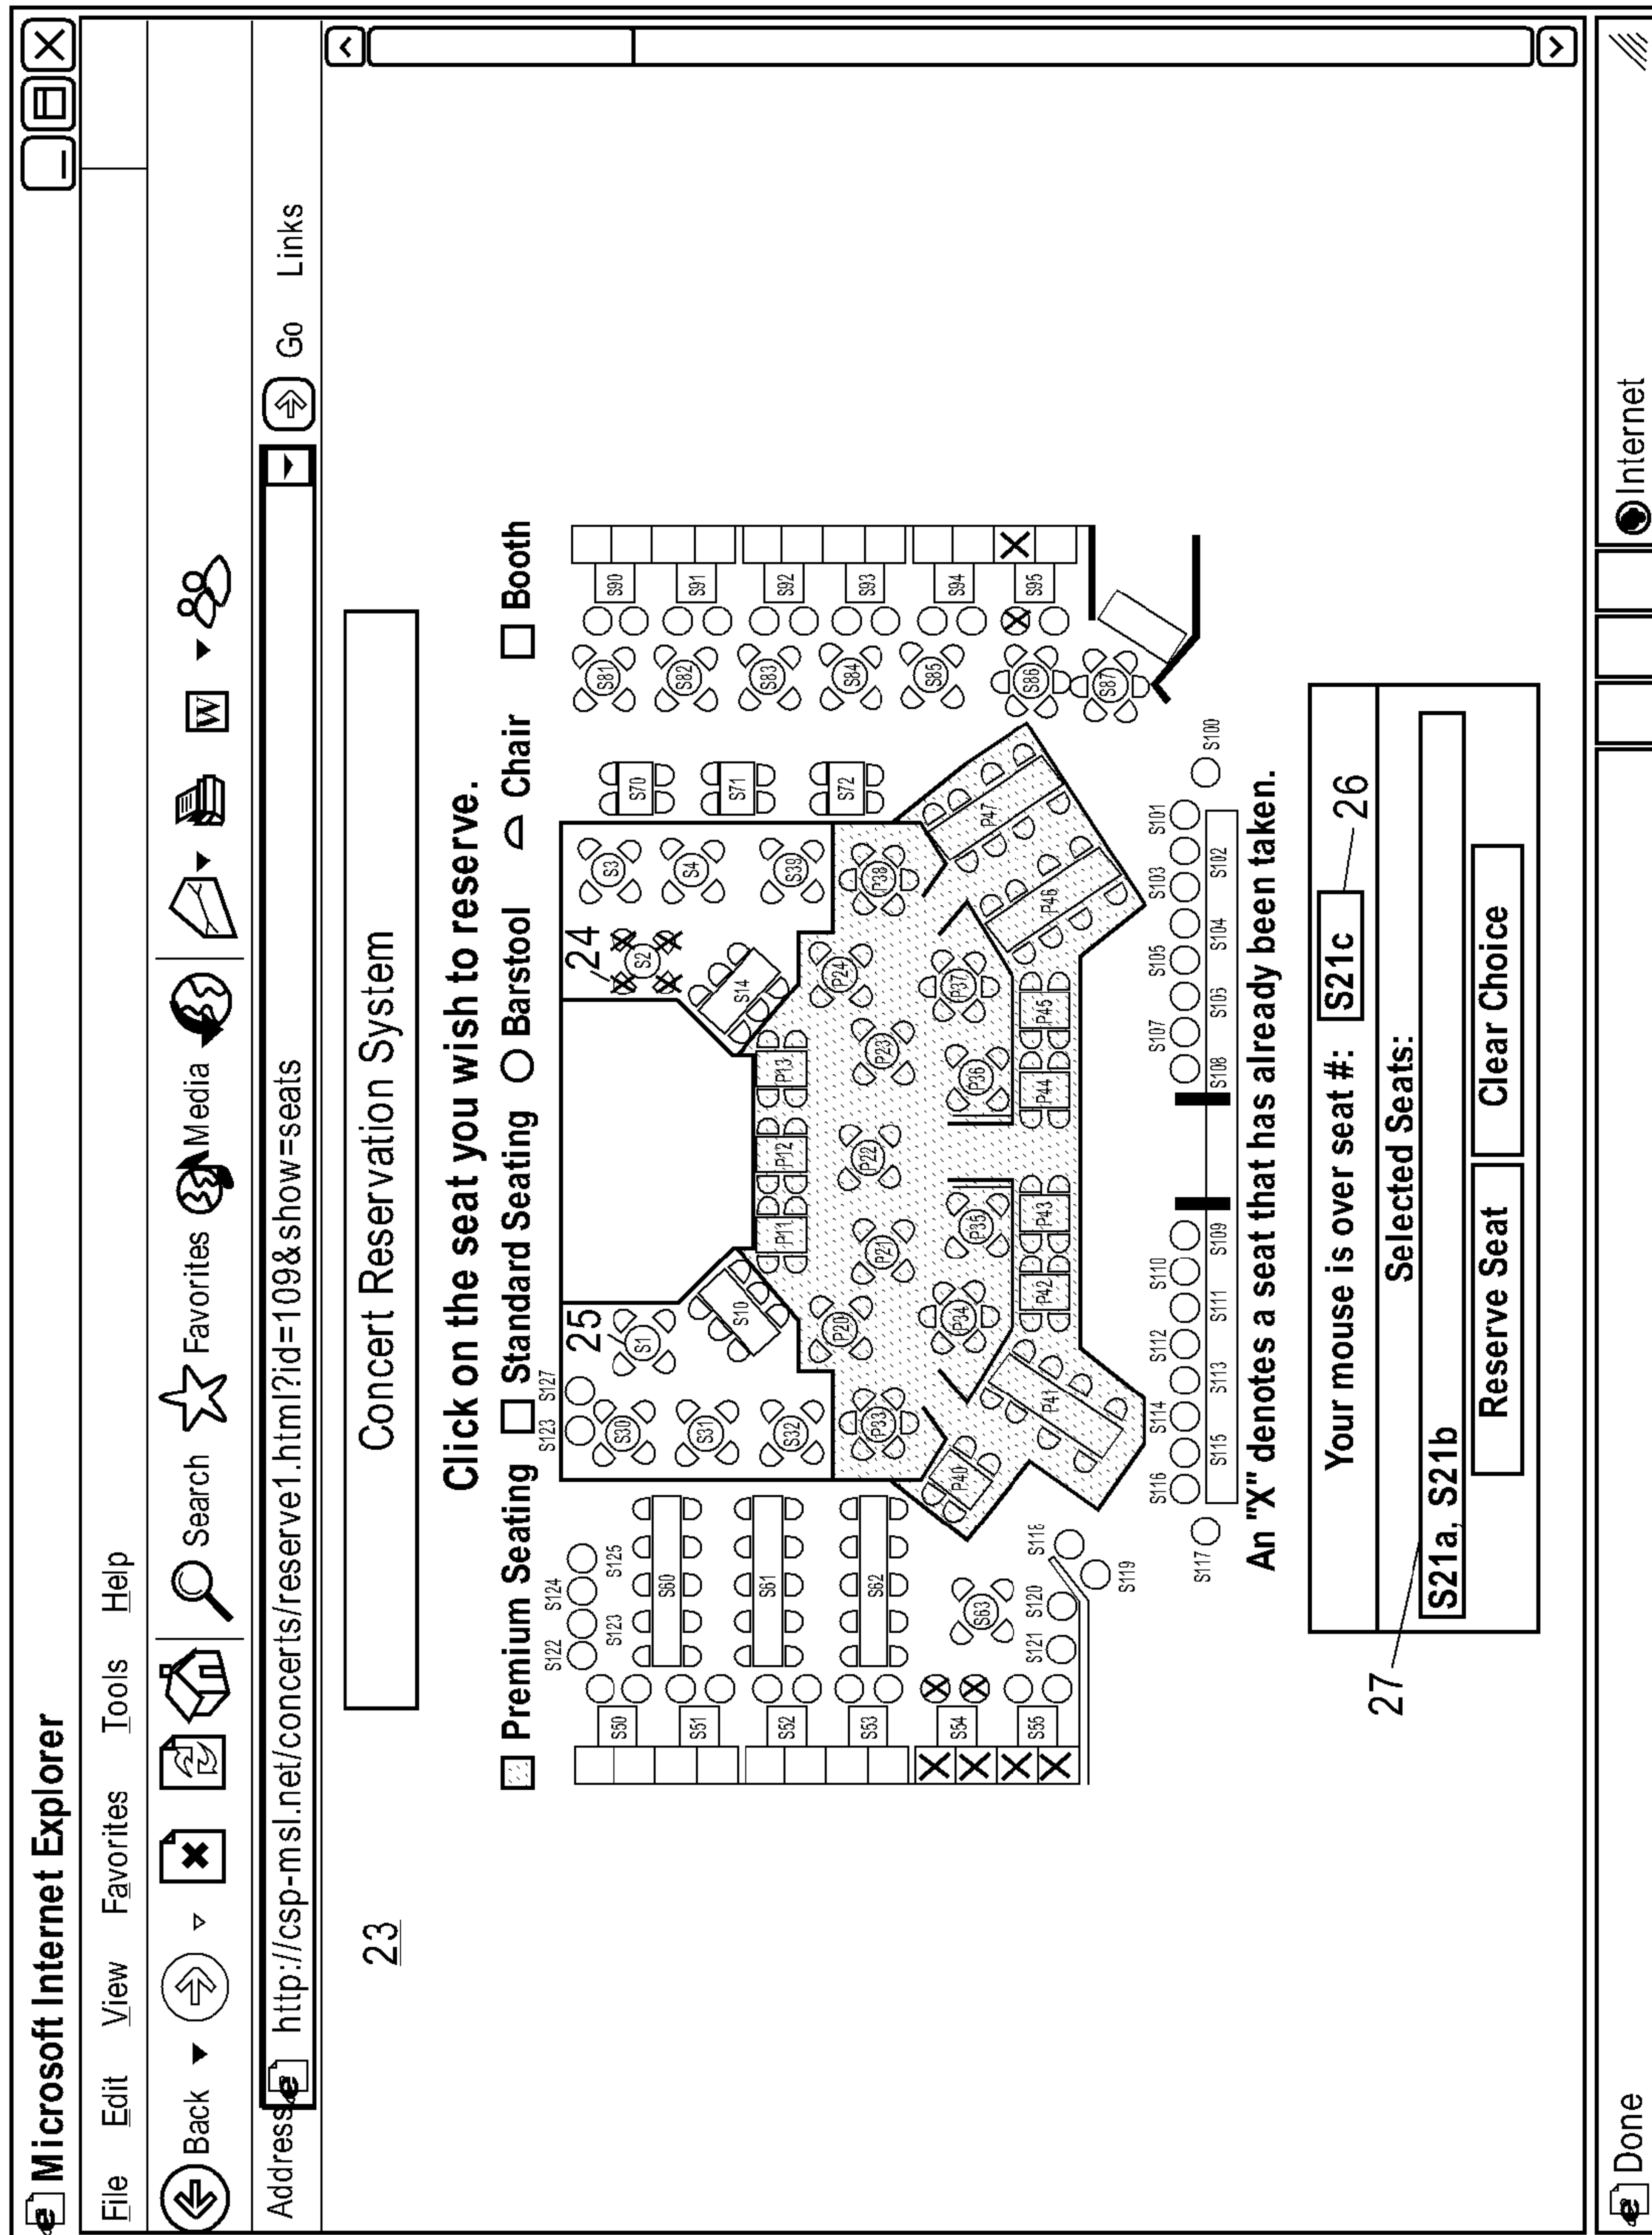 Microsoft Internet Explorer
File Edit View Favorites Tools Help
Back Search Favorites Media W
Address http://csp-msl.net/concerts/reserve1.html?id=109&show=seats Go Links
23
Concert Reservation System
Click on the seat you wish to reserve.
Premium Seating Standard Seating Barstool Chair Booth
S122 S124 S123 S127
S123 S125
25 24
S50 S60 S30 S1 S2 S3 S70 S81 S90
S51 S61 S31 S10 S14 S4 S71 S82 S91
S52 S62 S32 P11 P12 P13 S39 S72 S83 S92
S53 P33 P20 P21 P22 P23 P24 P38 S84 S93
S54 S63 P40 P34 P35 P36 P37 P47 S85 S94
S55 P41 P42 P43 P44 P45 P46 S86 S95
S87
S121 S120 S118
S119
S116 S114 S112 S110 S107 S105 S103 S101
S117 S115 S113 S111 S109 S108 S106 S104 S102 S100
An "X" denotes a seat that has already been taken.
Your mouse is over seat #: S21c 26
Selected Seats:
27 S21a, S21b
Reserve Seat Clear Choice
Done Internet